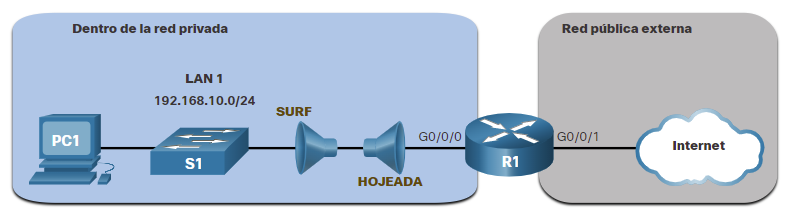 Dentro de la red privada
Red pública externa
LAN 1
192.168.10.0/24
SURF
PC1
S1
HOJEADA
G0/0/0
R1
G0/0/1
Internet